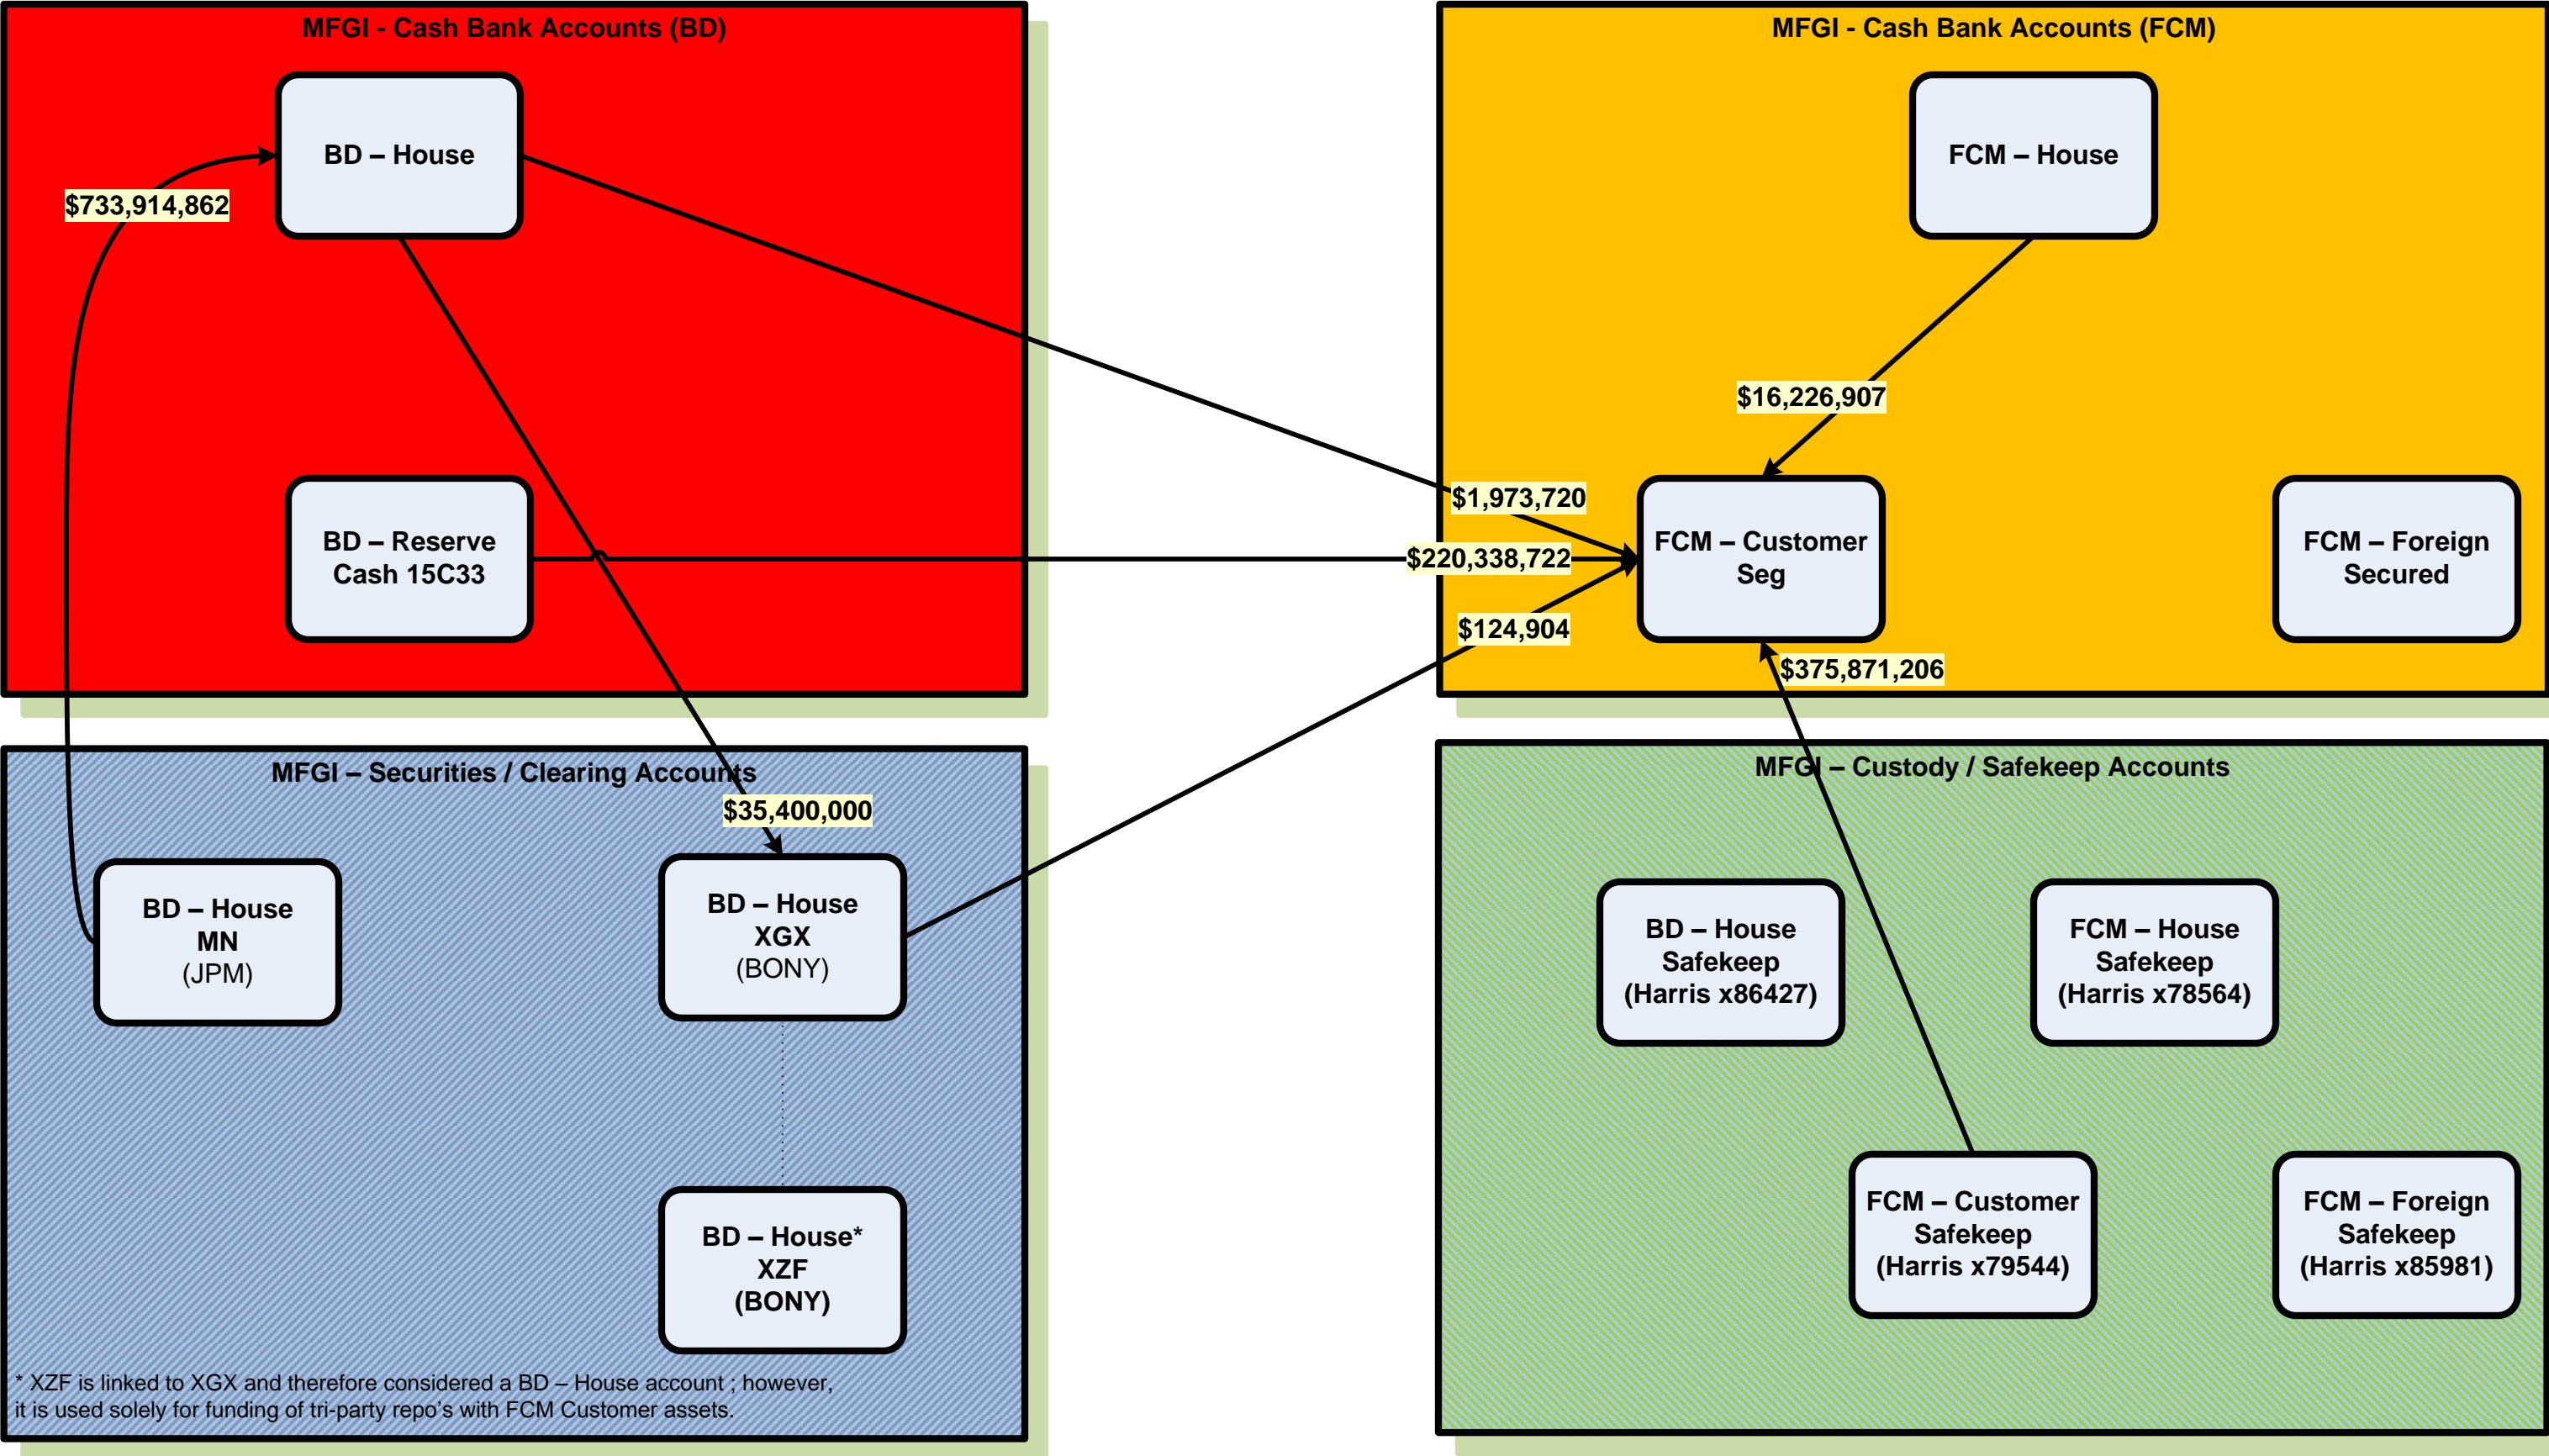 MFGI - Cash Bank Accounts (BD)
BD – House
$733,914,862
BD – Reserve
Cash 15C33
MFGI - Cash Bank Accounts (FCM)
FCM – House
$16,226,907
$1,973,720
$220,338,722
$124,904
FCM – Customer
Seg
$375,871,206
FCM – Foreign
Secured
MFGI – Securities / Clearing Accounts
$35,400,000
BD – House
MN
(JPM)
BD – House
XGX
(BONY)
BD – House*
XZF
(BONY)
* XZF is linked to XGX and therefore considered a BD – House account ; however,
it is used solely for funding of tri-party repo’s with FCM Customer assets.
MFGI – Custody / Safekeep Accounts
BD – House
Safekeep
(Harris x86427)
FCM – House
Safekeep
(Harris x78564)
FCM – Customer
Safekeep
(Harris x79544)
FCM – Foreign
Safekeep
(Harris x85981)